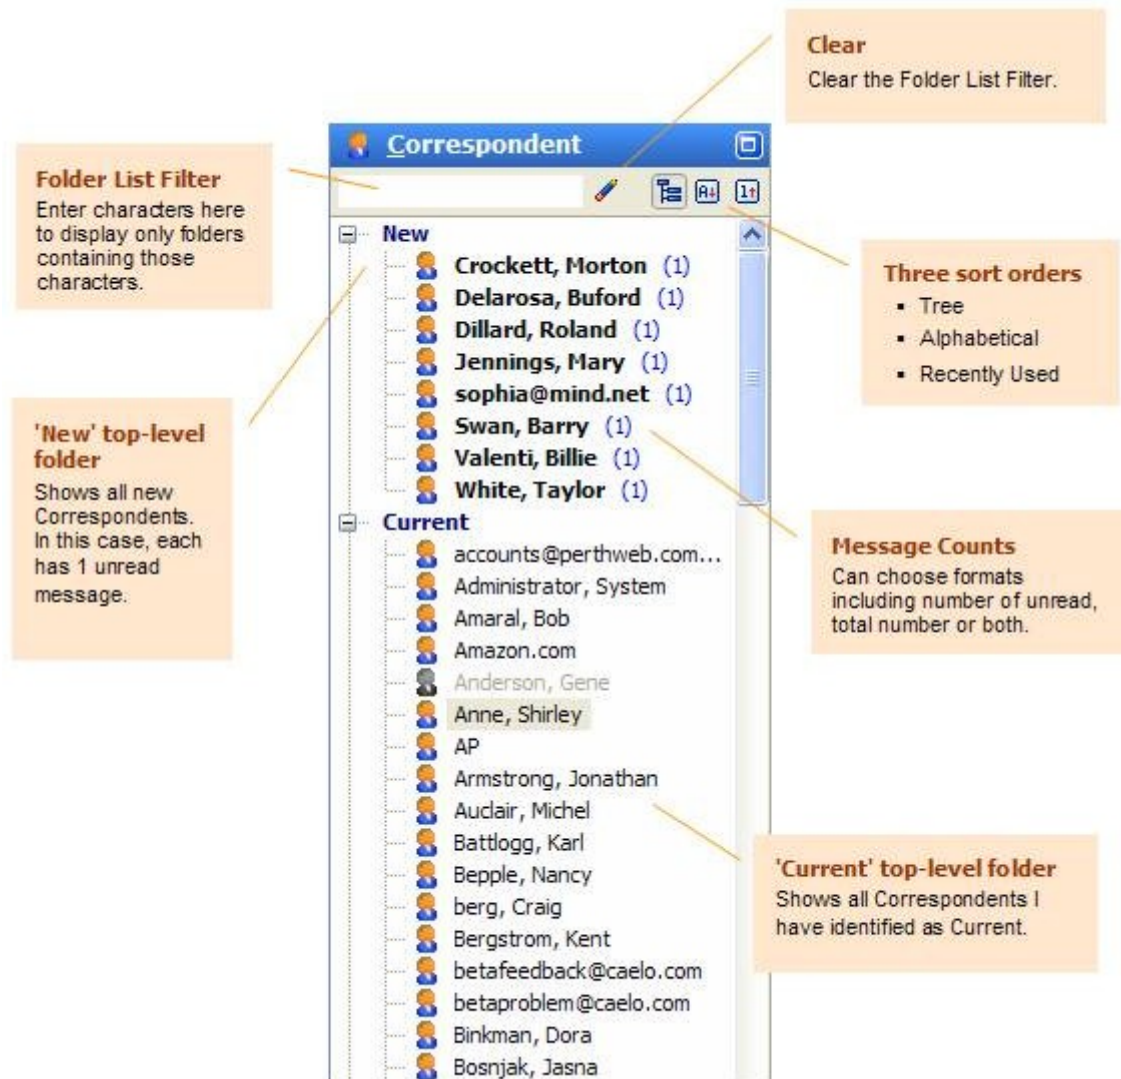 Clear
Clear the Folder List Filter.
Correspondent
Folder List Filter
Enter characters here
to display only folders
containing those
characters.
New
Crockett, Morton (1)
Delarosa, Buford (1)
Dillard, Roland (1)
Jennings, Mary (1)
sophia@mind.net (1)
Swan, Barry (1)
Valenti, Billie (1)
White, Taylor (1)
Three sort orders
▪ Tree
▪ Alphabetical
▪ Recently Used
'New' top-level
folder
Shows all new
Correspondents.
In this case, each
has 1 unread
message.
Current
accounts@perthweb.com...
Administrator, System
Amaral, Bob
Amazon.com
Anderson, Gene
Anne, Shirley
AP
Armstrong, Jonathan
Auclair, Michel
Battlogg, Karl
Bepple, Nancy
berg, Craig
Bergstrom, Kent
betafeedback@caelo.com
betaproblem@caelo.com
Binkman, Dora
Bosnjak, Jasna
Message Counts
Can choose formats
including number of unread,
total number or both.
'Current' top-level folder
Shows all Correspondents I
have identified as Current.